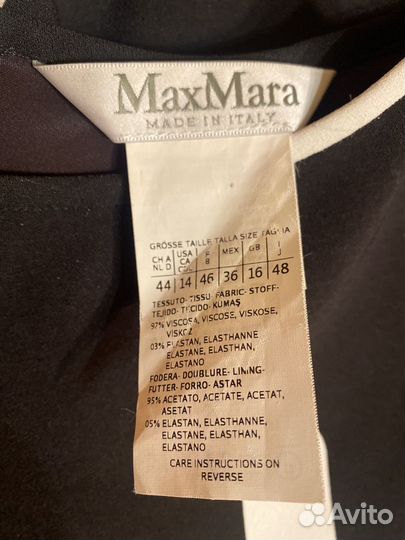 MaxMara
MADE IN ITALY
GRÖSSE TAILLE TALLA SIZE TAGLIA
CH A USA F MEX GB I
NL D CA B J
44 14 46 36 16 48
TESSUTO-TISSU-FABRIC-STOFF-
TEJIDO-TECIDO-KUMAŞ
97% VISCOSA, VISCOSE, VISKOSE,
VISKOZ
03% ELASTAN, ELASTHANNE
ELASTANE, ELASTHAN,
ELASTANO
FODERA-DOUBLURE-LINING-
FUTTER-FORRO-ASTAR
95% ACETATO, ACETATE, ACETAT,
ASETAT
05% ELASTAN, ELASTHANNE
ELASTANE, ELASTHAN,
ELASTANO
CARE INSTRUCTIONS ON
REVERSE
Avito